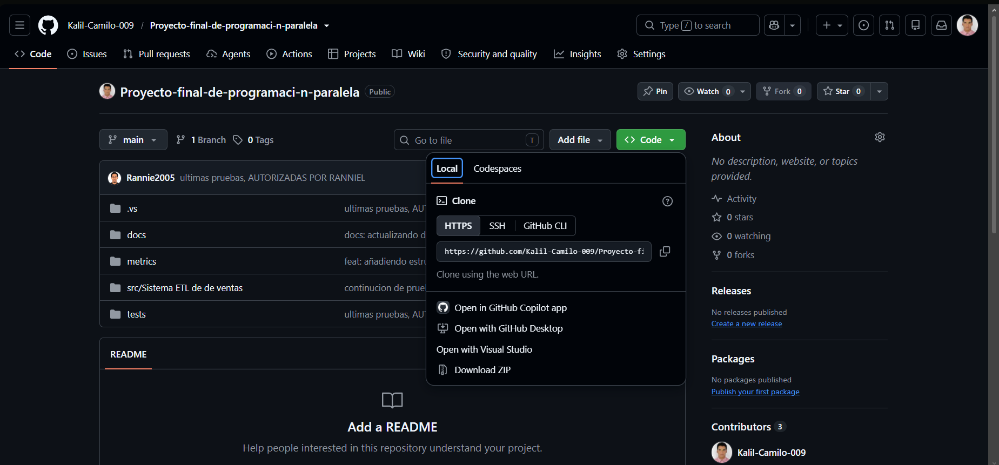 Kalil-Camilo-009 / Proyecto-final-de-programaci-n-paralela
Type / to search
Code Issues Pull requests Agents Actions Projects Wiki Security and quality Insights Settings
Proyecto-final-de-programaci-n-paralela Public
Pin Watch 0 Fork 0 Star 0
main 1 Branch 0 Tags
Go to file T Add file Code
Rannie2005 ultimas pruebas, AUTORIZADAS POR RANNIEL
.vs ultimas pruebas, AU
docs docs: actualizando d
metrics feat: añadiendo estru
src/Sistema ETL de de ventas continucion de prue
tests ultimas pruebas, AU
README
Add a README
Help people interested in this repository understand your project.
Local Codespaces
Clone
HTTPS SSH GitHub CLI
https://github.com/Kalil-Camilo-009/Proyecto-fi
Clone using the web URL.
Open in GitHub Copilot app
Open with GitHub Desktop
Open with Visual Studio
Download ZIP
About
No description, website, or topics
provided.
Activity
0 stars
0 watching
0 forks
Releases
No releases published
Create a new release
Packages
No packages published
Publish your first package
Contributors 3
Kalil-Camilo-009